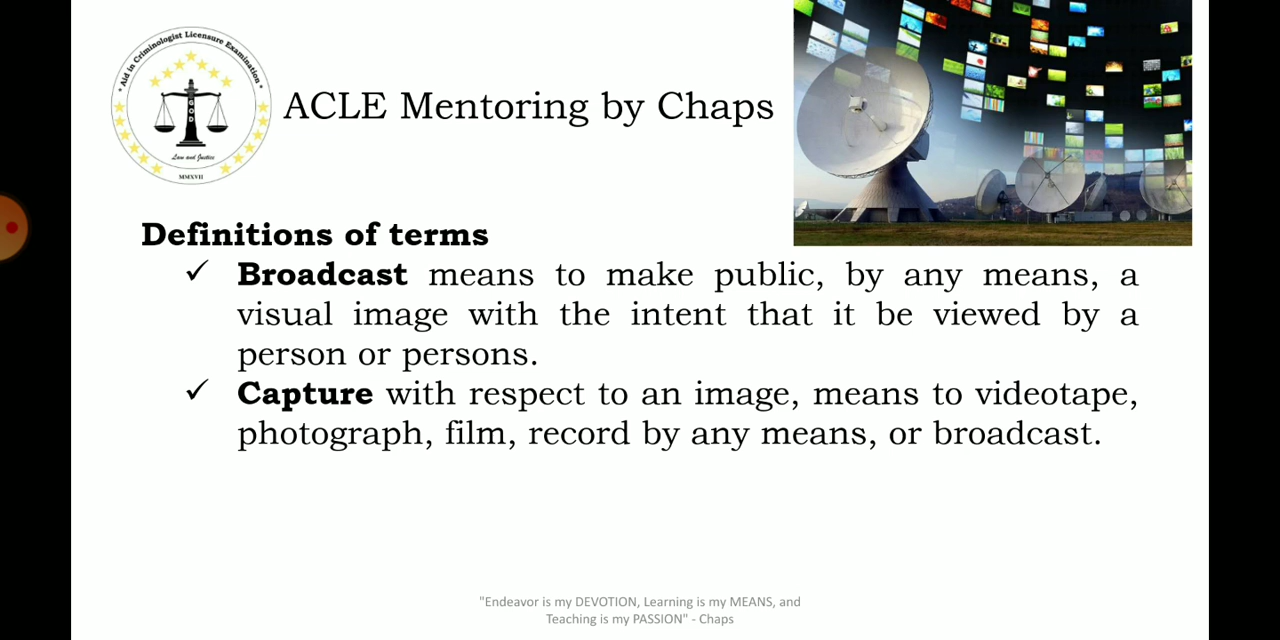 * Aid in Criminologist Licensure Examination *
GOD
Law and Justice
MMXVII
ACLE Mentoring by Chaps
Definitions of terms
✓ Broadcast means to make public, by any means, a
visual image with the intent that it be viewed by a
person or persons.
✓ Capture with respect to an image, means to videotape,
photograph, film, record by any means, or broadcast.
"Endeavor is my DEVOTION, Learning is my MEANS, and
Teaching is my PASSION" - Chaps